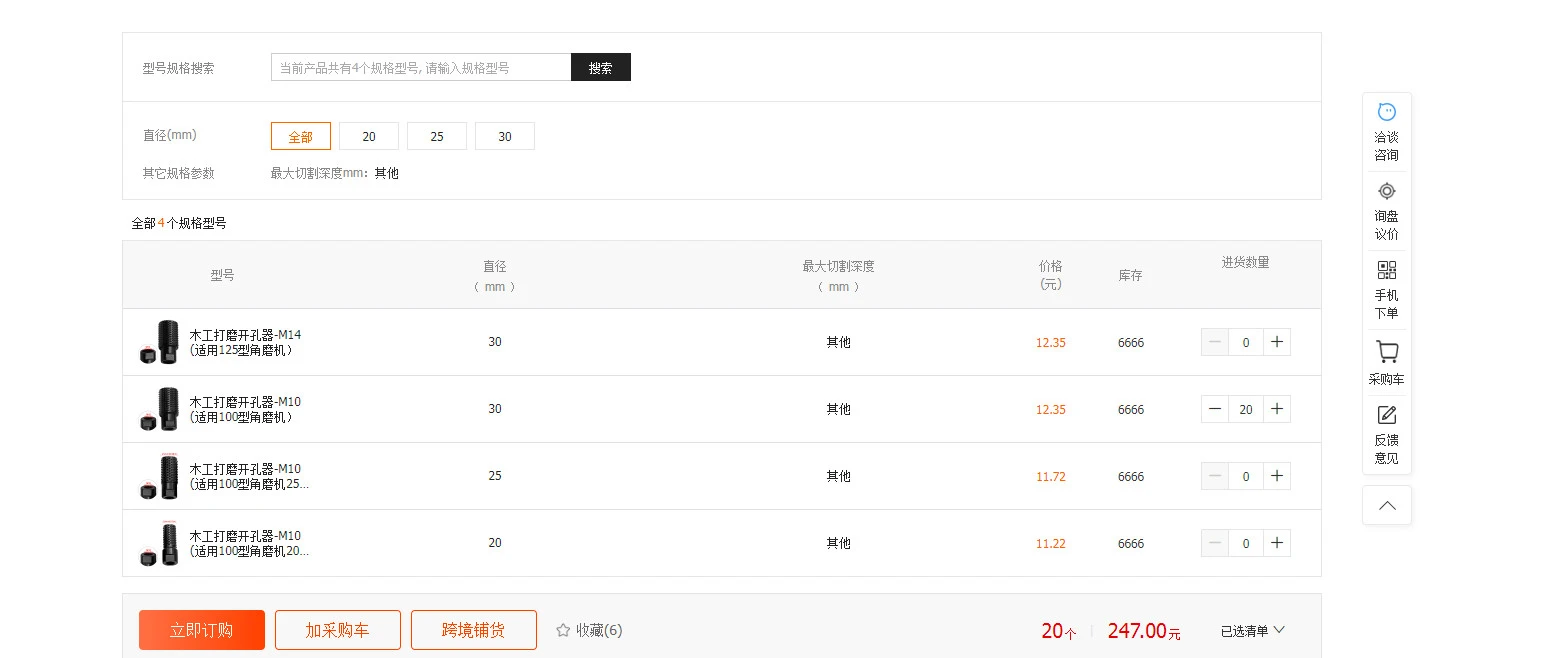 型号规格搜索
当前产品共有4个规格型号, 请输入规格型号
搜索
直径(mm)
全部
20
25
30
其它规格参数
最大切割深度mm: 其他
全部4个规格型号
型号
直径
（ mm ）
最大切割深度
（ mm ）
价格
(元)
库存
进货数量
木工打磨开孔器-M14
（适用125型角磨机）
30
其他
12.35
6666
0
木工打磨开孔器-M10
（适用100型角磨机）
30
其他
12.35
6666
20
木工打磨开孔器-M10
（适用100型角磨机25...
25
其他
11.72
6666
0
木工打磨开孔器-M10
（适用100型角磨机20...
20
其他
11.22
6666
0
立即订购
加采购车
跨境铺货
收藏(6)
20个
247.00元
已选清单
洽谈
咨询
询盘
议价
手机
下单
采购车
反馈
意见